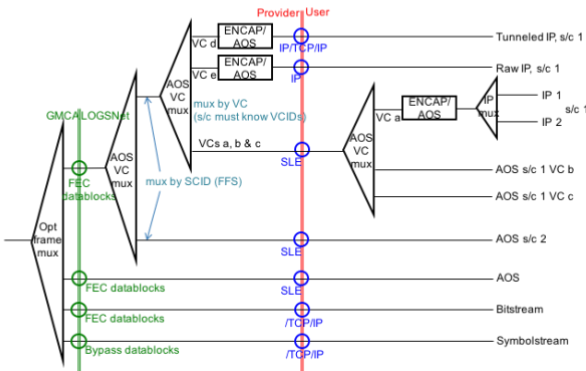 Provider User
ENCAP/
AOS
VC d
IP/TCP/IP
Tunneled IP, s/c 1
ENCAP/
AOS
VC e
IP
Raw IP, s/c 1
AOS
VC
mux
mux by VC
(s/c must know VCIDs)
IP 1
s/c 1
IP 2
IP
mux
ENCAP/
AOS
VC a
GMCA LOGSNet
AOS
VC
mux
VCs a, b & c
SLE
AOS
VC
mux
FEC
datablocks
mux by SCID (FFS)
AOS s/c 1 VC b
AOS s/c 1 VC c
Opt
frame
mux
SLE
AOS s/c 2
FEC datablocks
SLE
AOS
FEC datablocks
/TCP/IP
Bitstream
Bypass datablocks
/TCP/IP
Symbolstream